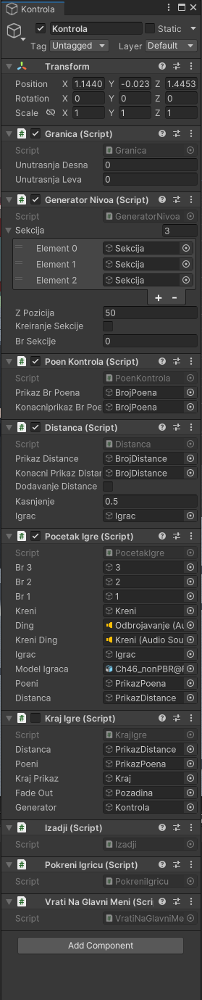 Kontrola
Kontrola Static
Tag Untagged Layer Default
Transform
Position X 1.1440 Y -0.023 Z 1.4453
Rotation X 0 Y 0 Z 0
Scale X 1 Y 1 Z 1
# Granica (Script)
Script # Granica
Unutrasnja Desna 0
Unutrasnja Leva 0
# Generator Nivoa (Script)
Script # GeneratorNivoa
Sekcija 3
Element 0 Sekcija
Element 1 Sekcija
Element 2 Sekcija
+ -
Z Pozicija 50
Kreiranje Sekcije
Br Sekcije 0
# Poen Kontrola (Script)
Script # PoenKontrola
Prikaz Br Poena BrojPoena
Konacniprikaz Br Poe BrojPoena
# Distanca (Script)
Script # Distanca
Prikaz Distance BrojDistance
Konacni Prikaz Distan BrojDistance
Dodavanje Distance
Kasnjenje 0.5
Igrac Igrac
# Pocetak Igre (Script)
Script # PocetakIgre
Br 3 3
Br 2 2
Br 1 1
Kreni Kreni
Ding Odbrojavanje (Au
Kreni Ding Kreni (Audio Sou
Igrac Igrac
Model Igraca Ch46_nonPBR@F
Poeni PrikazPoena
Distanca PrikazDistance
# Kraj Igre (Script)
Script # KrajIgre
Distanca PrikazDistance
Poeni PrikazPoena
Kraj Prikaz Kraj
Fade Out Pozadina
Generator Kontrola
# Izadji (Script)
Script # Izadji
# Pokreni Igricu (Script)
Script # PokreniIgricu
# Vrati Na Glavni Meni (Scri
Script # VratiNaGlavniMe
Add Component